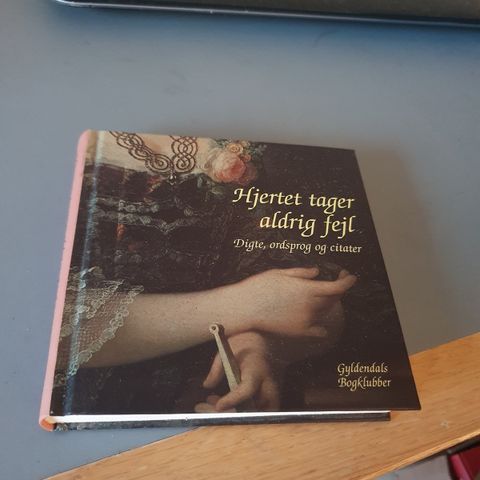 Hjertet tager
aldrig fejl
Digte, ordsprog og citater
Gyldendals
Bogklubber